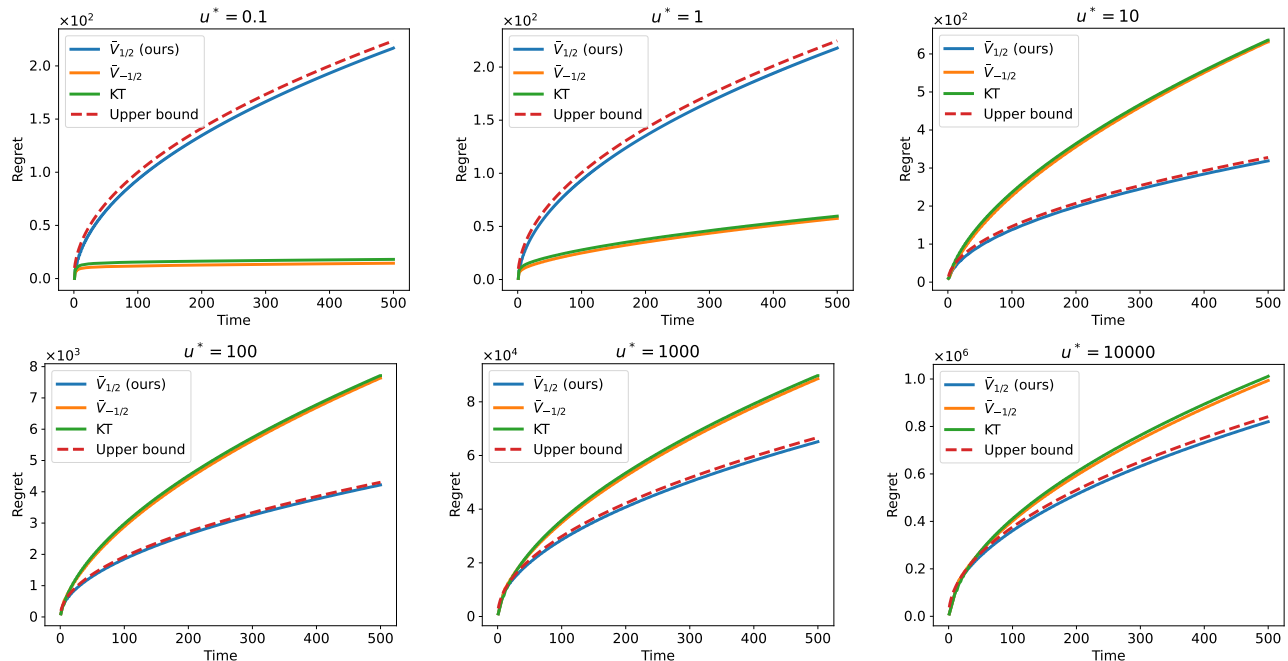 u* = 0.1
×10²
V̄₁/₂ (ours)
V̄₋₁/₂
KT
Upper bound
Regret
2.0
1.5
1.0
0.5
0.0
0 100 200 300 400 500
Time
u* = 1
×10²
V̄₁/₂ (ours)
V̄₋₁/₂
KT
Upper bound
Regret
2.0
1.5
1.0
0.5
0.0
0 100 200 300 400 500
Time
u* = 10
×10²
V̄₁/₂ (ours)
V̄₋₁/₂
KT
Upper bound
Regret
6
5
4
3
2
1
0
0 100 200 300 400 500
Time
u* = 100
×10³
V̄₁/₂ (ours)
V̄₋₁/₂
KT
Upper bound
Regret
8
7
6
5
4
3
2
1
0
0 100 200 300 400 500
Time
u* = 1000
×10⁴
V̄₁/₂ (ours)
V̄₋₁/₂
KT
Upper bound
Regret
8
6
4
2
0
0 100 200 300 400 500
Time
u* = 10000
×10⁶
V̄₁/₂ (ours)
V̄₋₁/₂
KT
Upper bound
Regret
1.0
0.8
0.6
0.4
0.2
0.0
0 100 200 300 400 500
Time